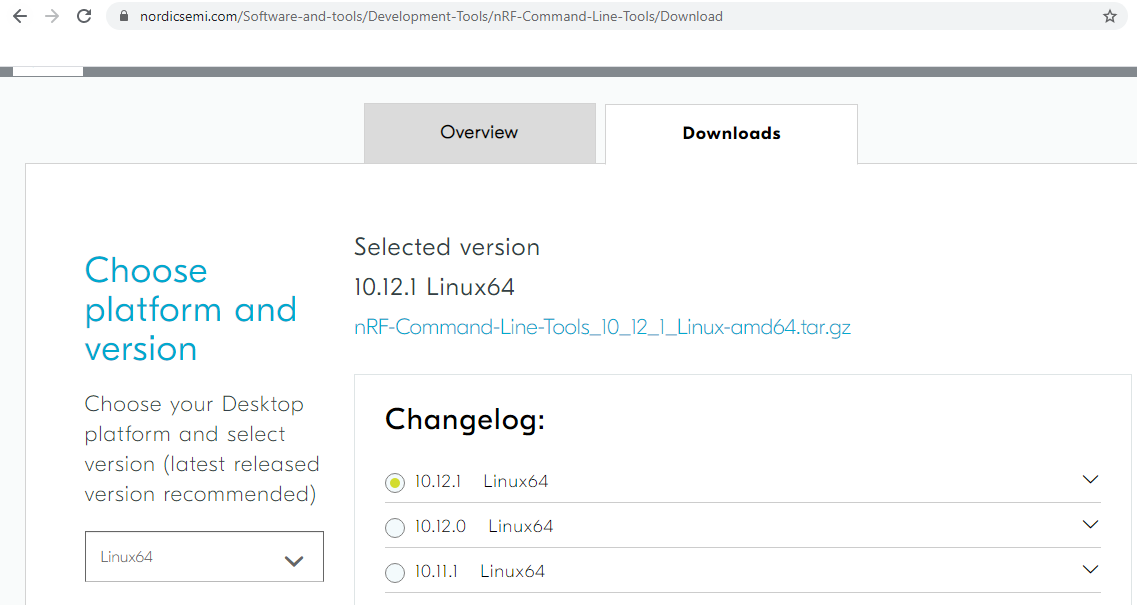 nordicsemi.com/Software-and-tools/Development-Tools/nRF-Command-Line-Tools/Download
Overview
Downloads
Choose
platform and
version
Choose your Desktop
platform and select
version (latest released
version recommended)
Linux64
Selected version
10.12.1 Linux64
nRF-Command-Line-Tools_10_12_1_Linux-amd64.tar.gz
Changelog:
10.12.1 Linux64
10.12.0 Linux64
10.11.1 Linux64